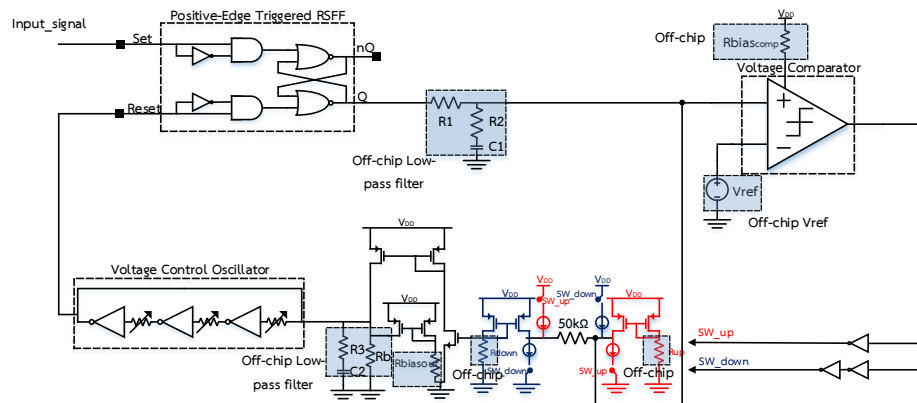 Positive-Edge Triggered RSFF
Input_signal
Set
nQ
Reset
Q
R1
R2
C1
Off-chip Low-
pass filter
Off-chip
VDD
Rbiascomp
Voltage Comparator
+
−
Vref
Off-chip Vref
Voltage Control Oscillator
VDD
VDD
VDD
VDD
SW_up
SW_down
VDD
VDD
50kΩ
R3
C2
Rb
Off-chip Low-
pass filter
Rbiasout
Rdown
Off-chip
SW_down
SW_up
Rup
Off-chip
SW_up
SW_down